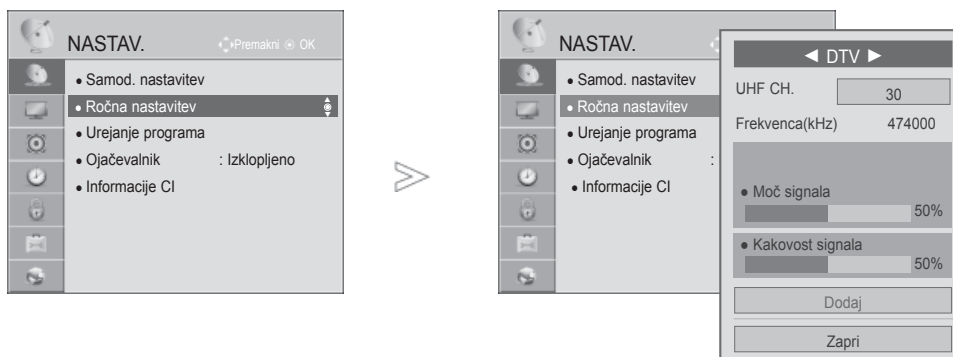 NASTAV.
Premakni OK
• Samod. nastavitev
• Ročna nastavitev
• Urejanje programa
• Ojačevalnik : Izklopljeno
• Informacije CI
NASTAV.
• Samod. nastavitev
• Ročna nastavitev
• Urejanje programa
• Ojačevalnik :
• Informacije CI
◄ DTV ►
UHF CH. 30
Frekvenca(kHz) 474000
• Moč signala
50%
• Kakovost signala
50%
Dodaj
Zapri